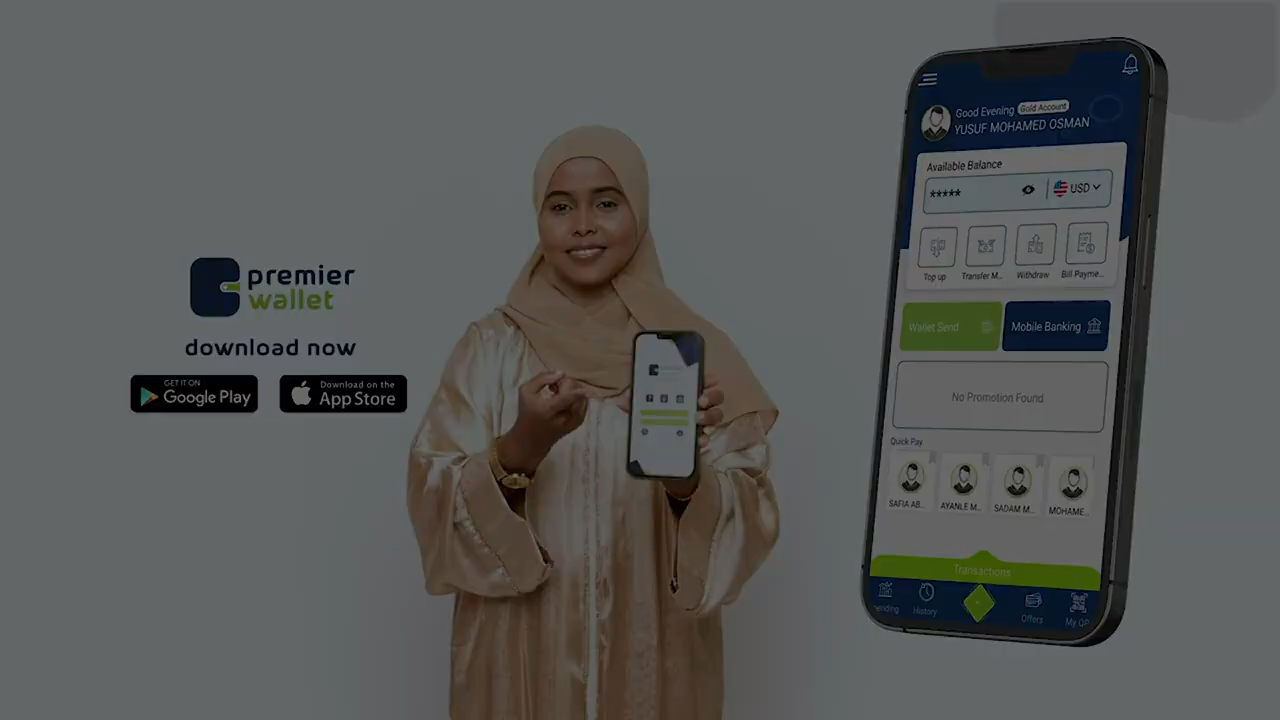 premier
wallet
download now
GET IT ON
Google Play
Download on the
App Store
Good Evening Gold Account
YUSUF MOHAMED OSMAN
Available Balance
*****
USD
Top up
Transfer M...
Withdraw
Bill Payme...
Wallet Send
Mobile Banking
No Promotion Found
Quick Pay
SAFIA AB...
AYANLE M...
SADAM M...
MOHAME...
Transactions
History
Offers